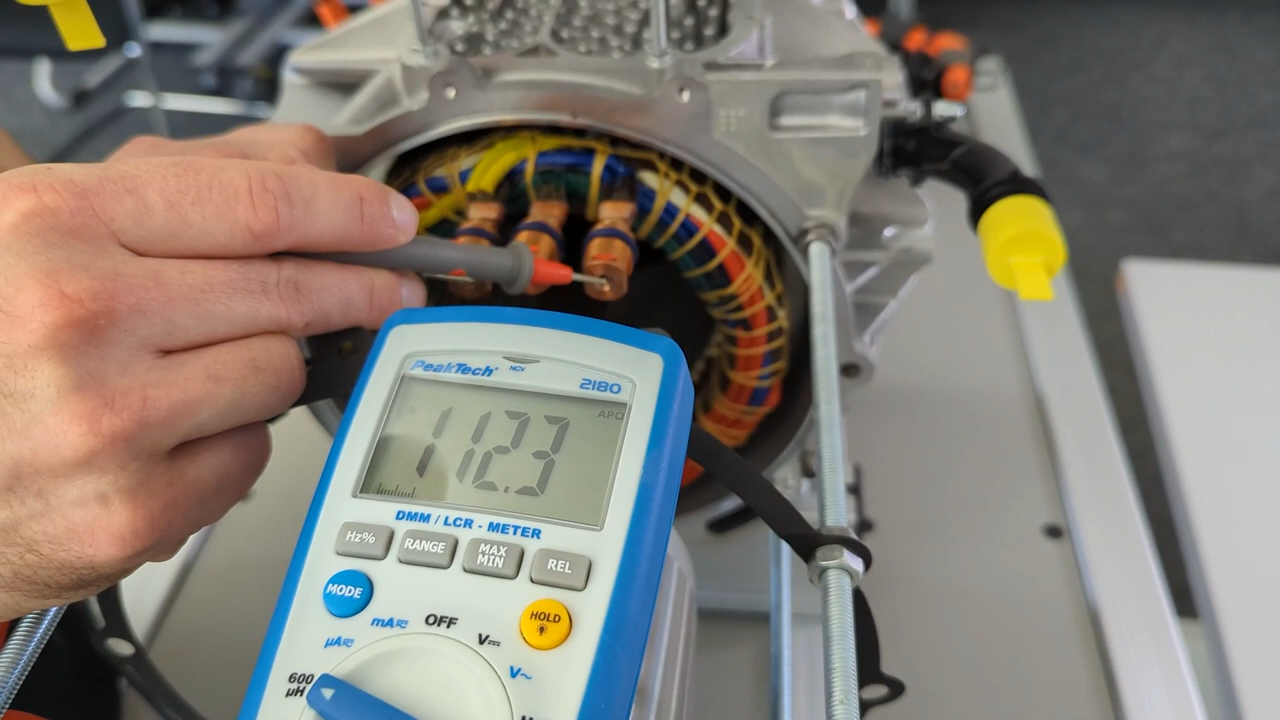 PeakTech®
NCV
2180
APO
112.3
DMM / LCR - METER
Hz%
RANGE
MAX
MIN
REL
MODE
HOLD
mA
OFF
V
µA
V~
600
µH